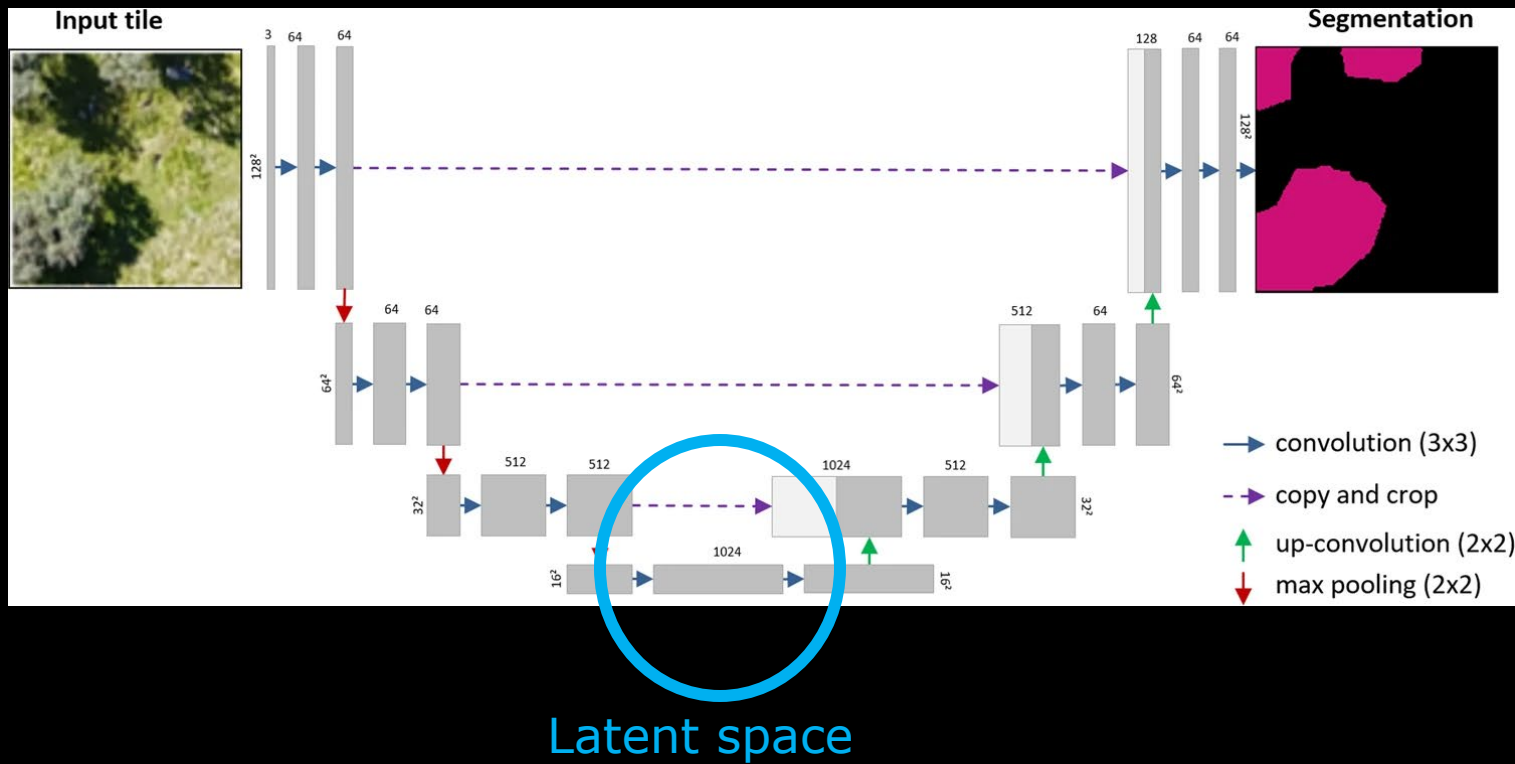 Input tile
Segmentation
3 64 64
128 64 64
128²
128²
64 64
512 64
64²
64²
512 512
1024 512
32²
32²
1024
16²
16²
convolution (3x3)
copy and crop
up-convolution (2x2)
max pooling (2x2)
Latent space